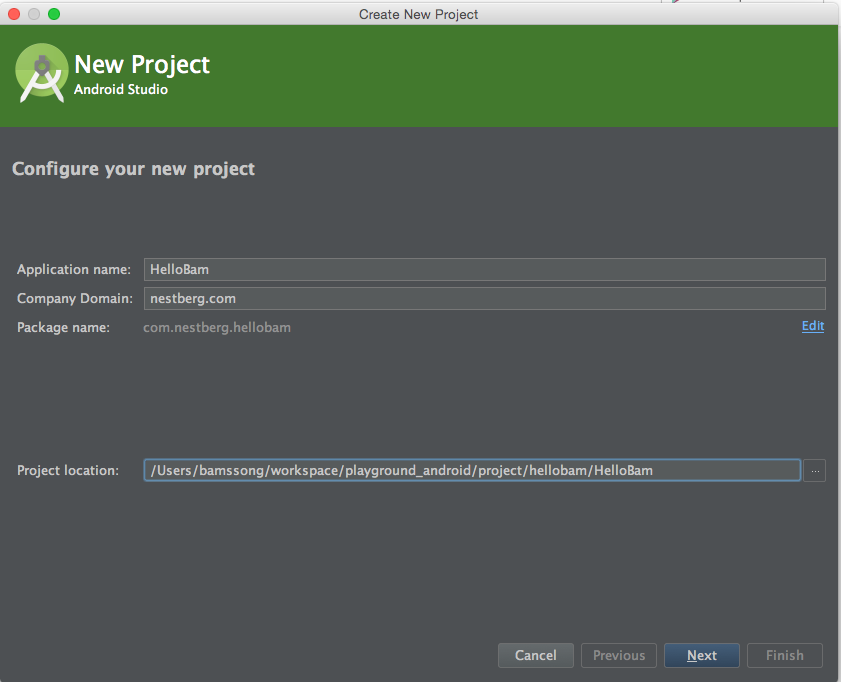 Create New Project
New Project
Android Studio
Configure your new project
Application name: HelloBam
Company Domain: nestberg.com
Package name: com.nestberg.hellobam Edit
Project location: /Users/bamssong/workspace/playground_android/project/hellobam/HelloBam ...
Cancel Previous Next Finish